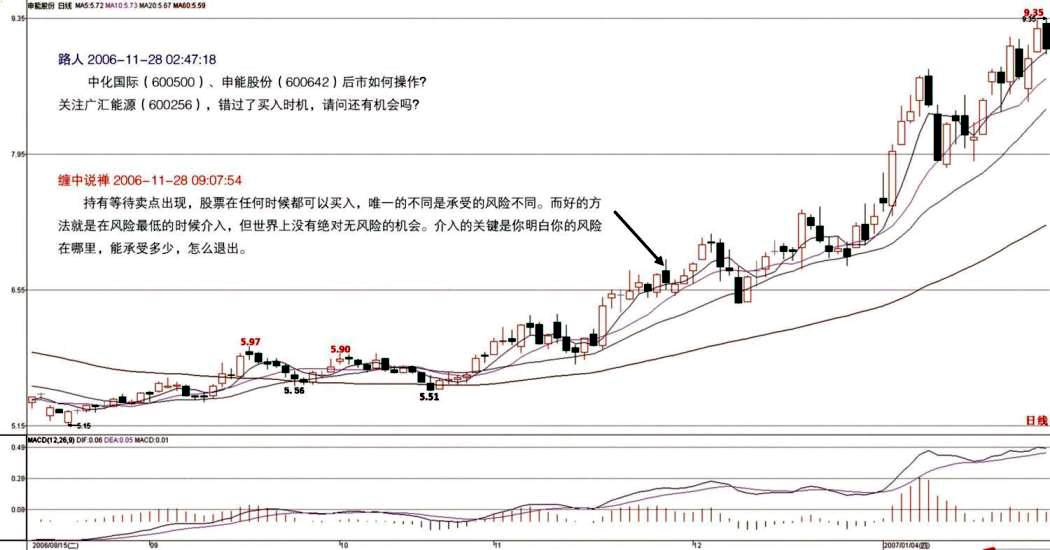 申能股份 日线 MA5:5.72 MA10:5.73 MA20:5.67 MA60:5.59
9.35
9.35
9.35
路人 2006-11-28 02:47:18
中化国际（600500）、申能股份（600642）后市如何操作？
关注广汇能源（600256），错过了买入时机，请问还有机会吗？
7.95
缠中说禅 2006-11-28 09:07:54
持有等待卖点出现，股票在任何时候都可以买入，唯一的不同是承受的风险不同。而好的方
法就是在风险最低的时候介入，但世界上没有绝对无风险的机会。介入的关键是你明白你的风险
在哪里，能承受多少，怎么退出。
6.55
5.97
5.90
5.56
5.51
5.15
5.15
日线
MACD(12,26,9) DIF:0.06 DEA:0.05 MACD:0.01
0.49
0.28
0.08
2006/08/15(二)
09
10
11
12
2007/01/04(四)